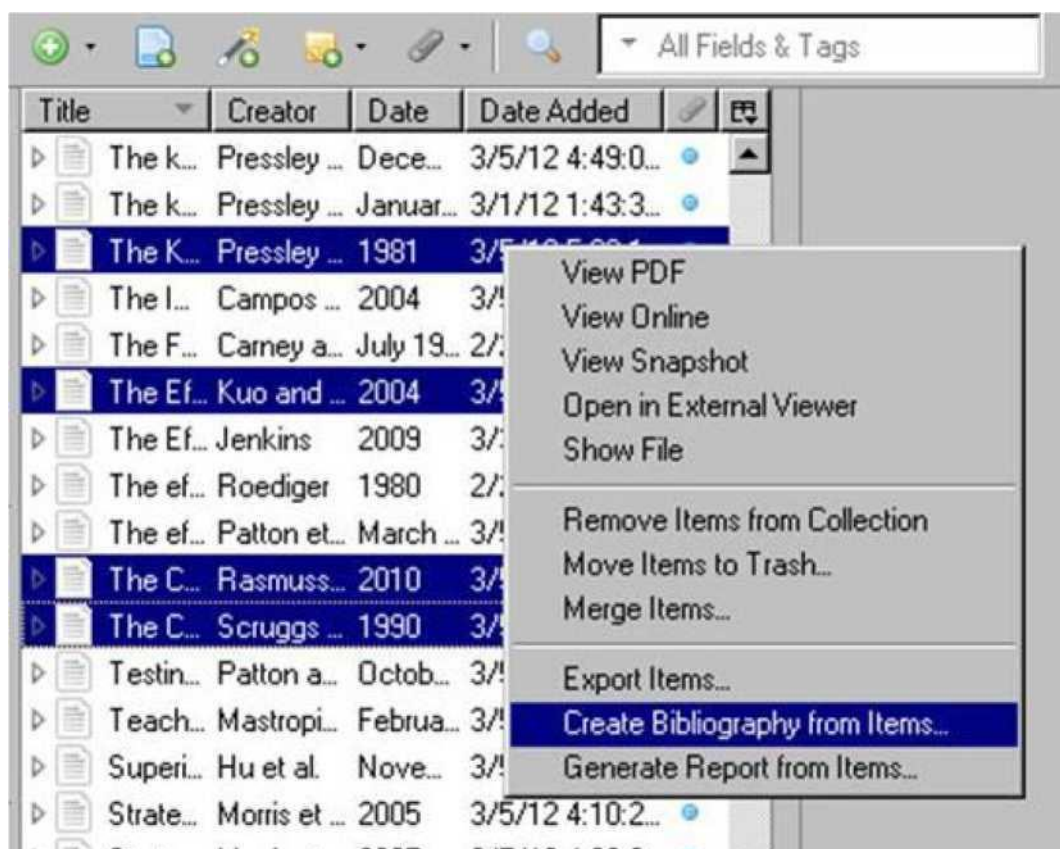 All Fields & Tags
Title Creator Date Date Added
The k... Pressley ... Dece... 3/5/12 4:49:0...
The k... Pressley ... Januar... 3/1/12 1:43:3...
The K... Pressley ... 1981
The I... Campos ... 2004
The F... Carney a... July 19...
The Ef... Kuo and ... 2004
The Ef... Jenkins 2009
The ef... Roediger 1980
The ef... Patton et... March ...
The C... Rasmuss... 2010
The C... Scruggs ... 1990
Testin... Patton a... Octob...
Teach... Mastropi... Februa...
Superi... Hu et al. Nove...
Strate... Morris et ... 2005 3/5/12 4:10:2...
View PDF
View Online
View Snapshot
Open in External Viewer
Show File
Remove Items from Collection
Move Items to Trash...
Merge Items...
Export Items...
Create Bibliography from Items...
Generate Report from Items...